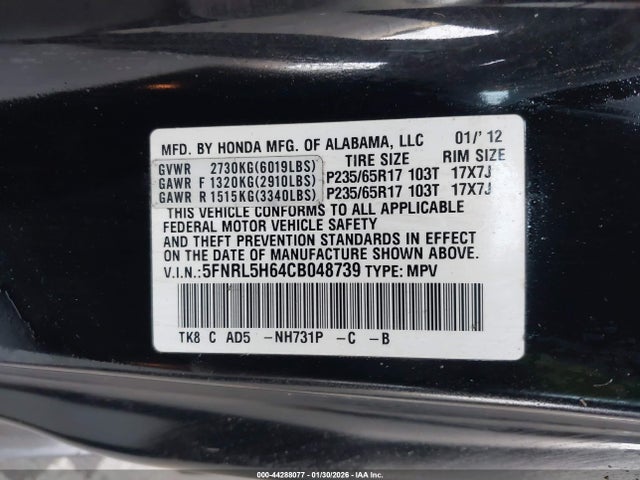 MFD. BY HONDA MFG. OF ALABAMA, LLC 01/'12
GVWR 2730KG(6019LBS) TIRE SIZE RIM SIZE
GAWR F 1320KG(2910LBS) P235/65R17 103T 17X7J
GAWR R 1515KG(3340LBS) P235/65R17 103T 17X7J
THIS VEHICLE CONFORMS TO ALL APPLICABLE
FEDERAL MOTOR VEHICLE SAFETY
AND THEFT PREVENTION STANDARDS IN EFFECT
ON THE DATE OF MANUFACTURE SHOWN ABOVE.
V.I.N.:5FNRL5H64CB048739 TYPE: MPV
TK8 C AD5 -NH731P -C -B
000-44288077 - 01/30/2026 - IAA Inc.